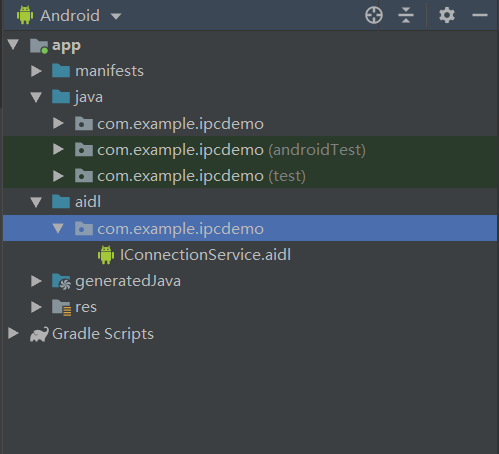 Android
app
manifests
java
com.example.ipcdemo
com.example.ipcdemo (androidTest)
com.example.ipcdemo (test)
aidl
com.example.ipcdemo
IConnectionService.aidl
generatedJava
res
Gradle Scripts